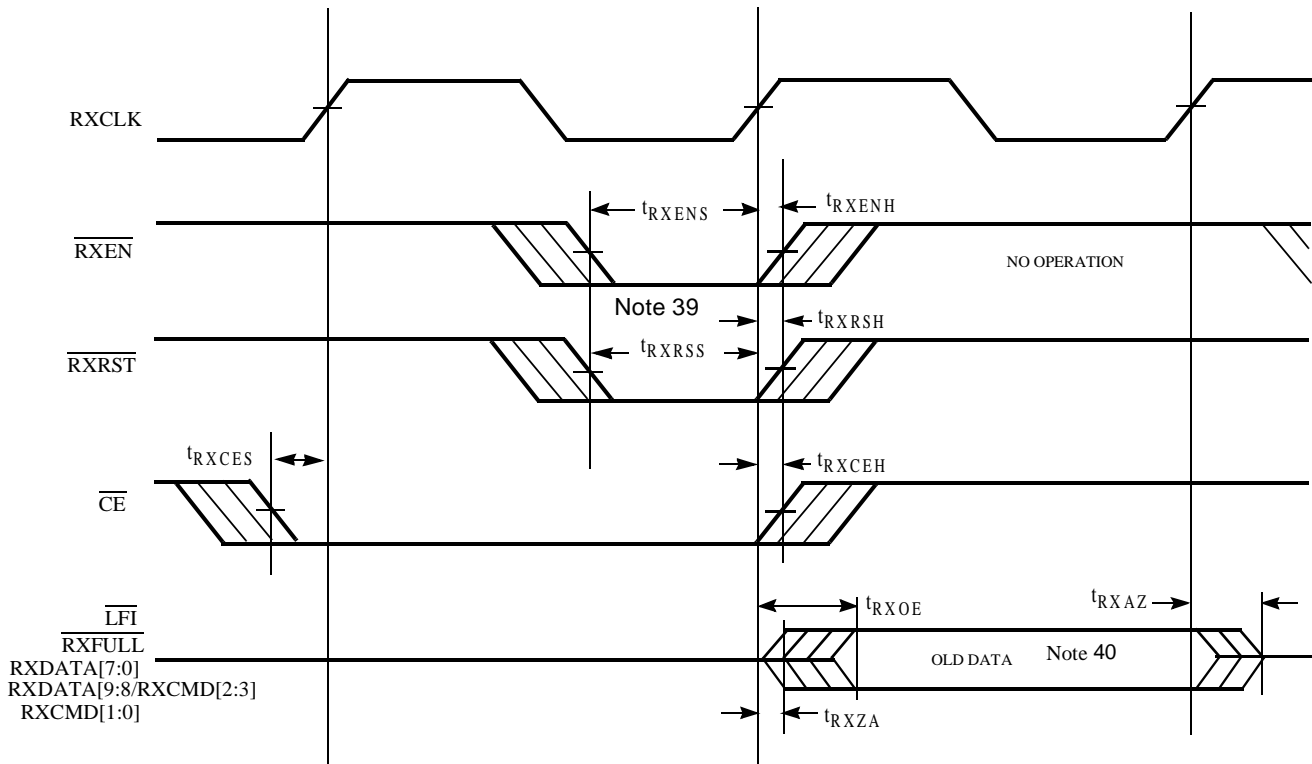 RXCLK
RXEN
tRXENS
tRXENH
NO OPERATION
Note 39
tRXRSH
RXRST
tRXRSS
tRXCES
tRXCEH
CE
LFI
RXFULL
RXDATA[7:0]
RXDATA[9:8/RXCMD[2:3]
RXCMD[1:0]
tRXOE
tRXAZ
OLD DATA Note 40
tRXZA